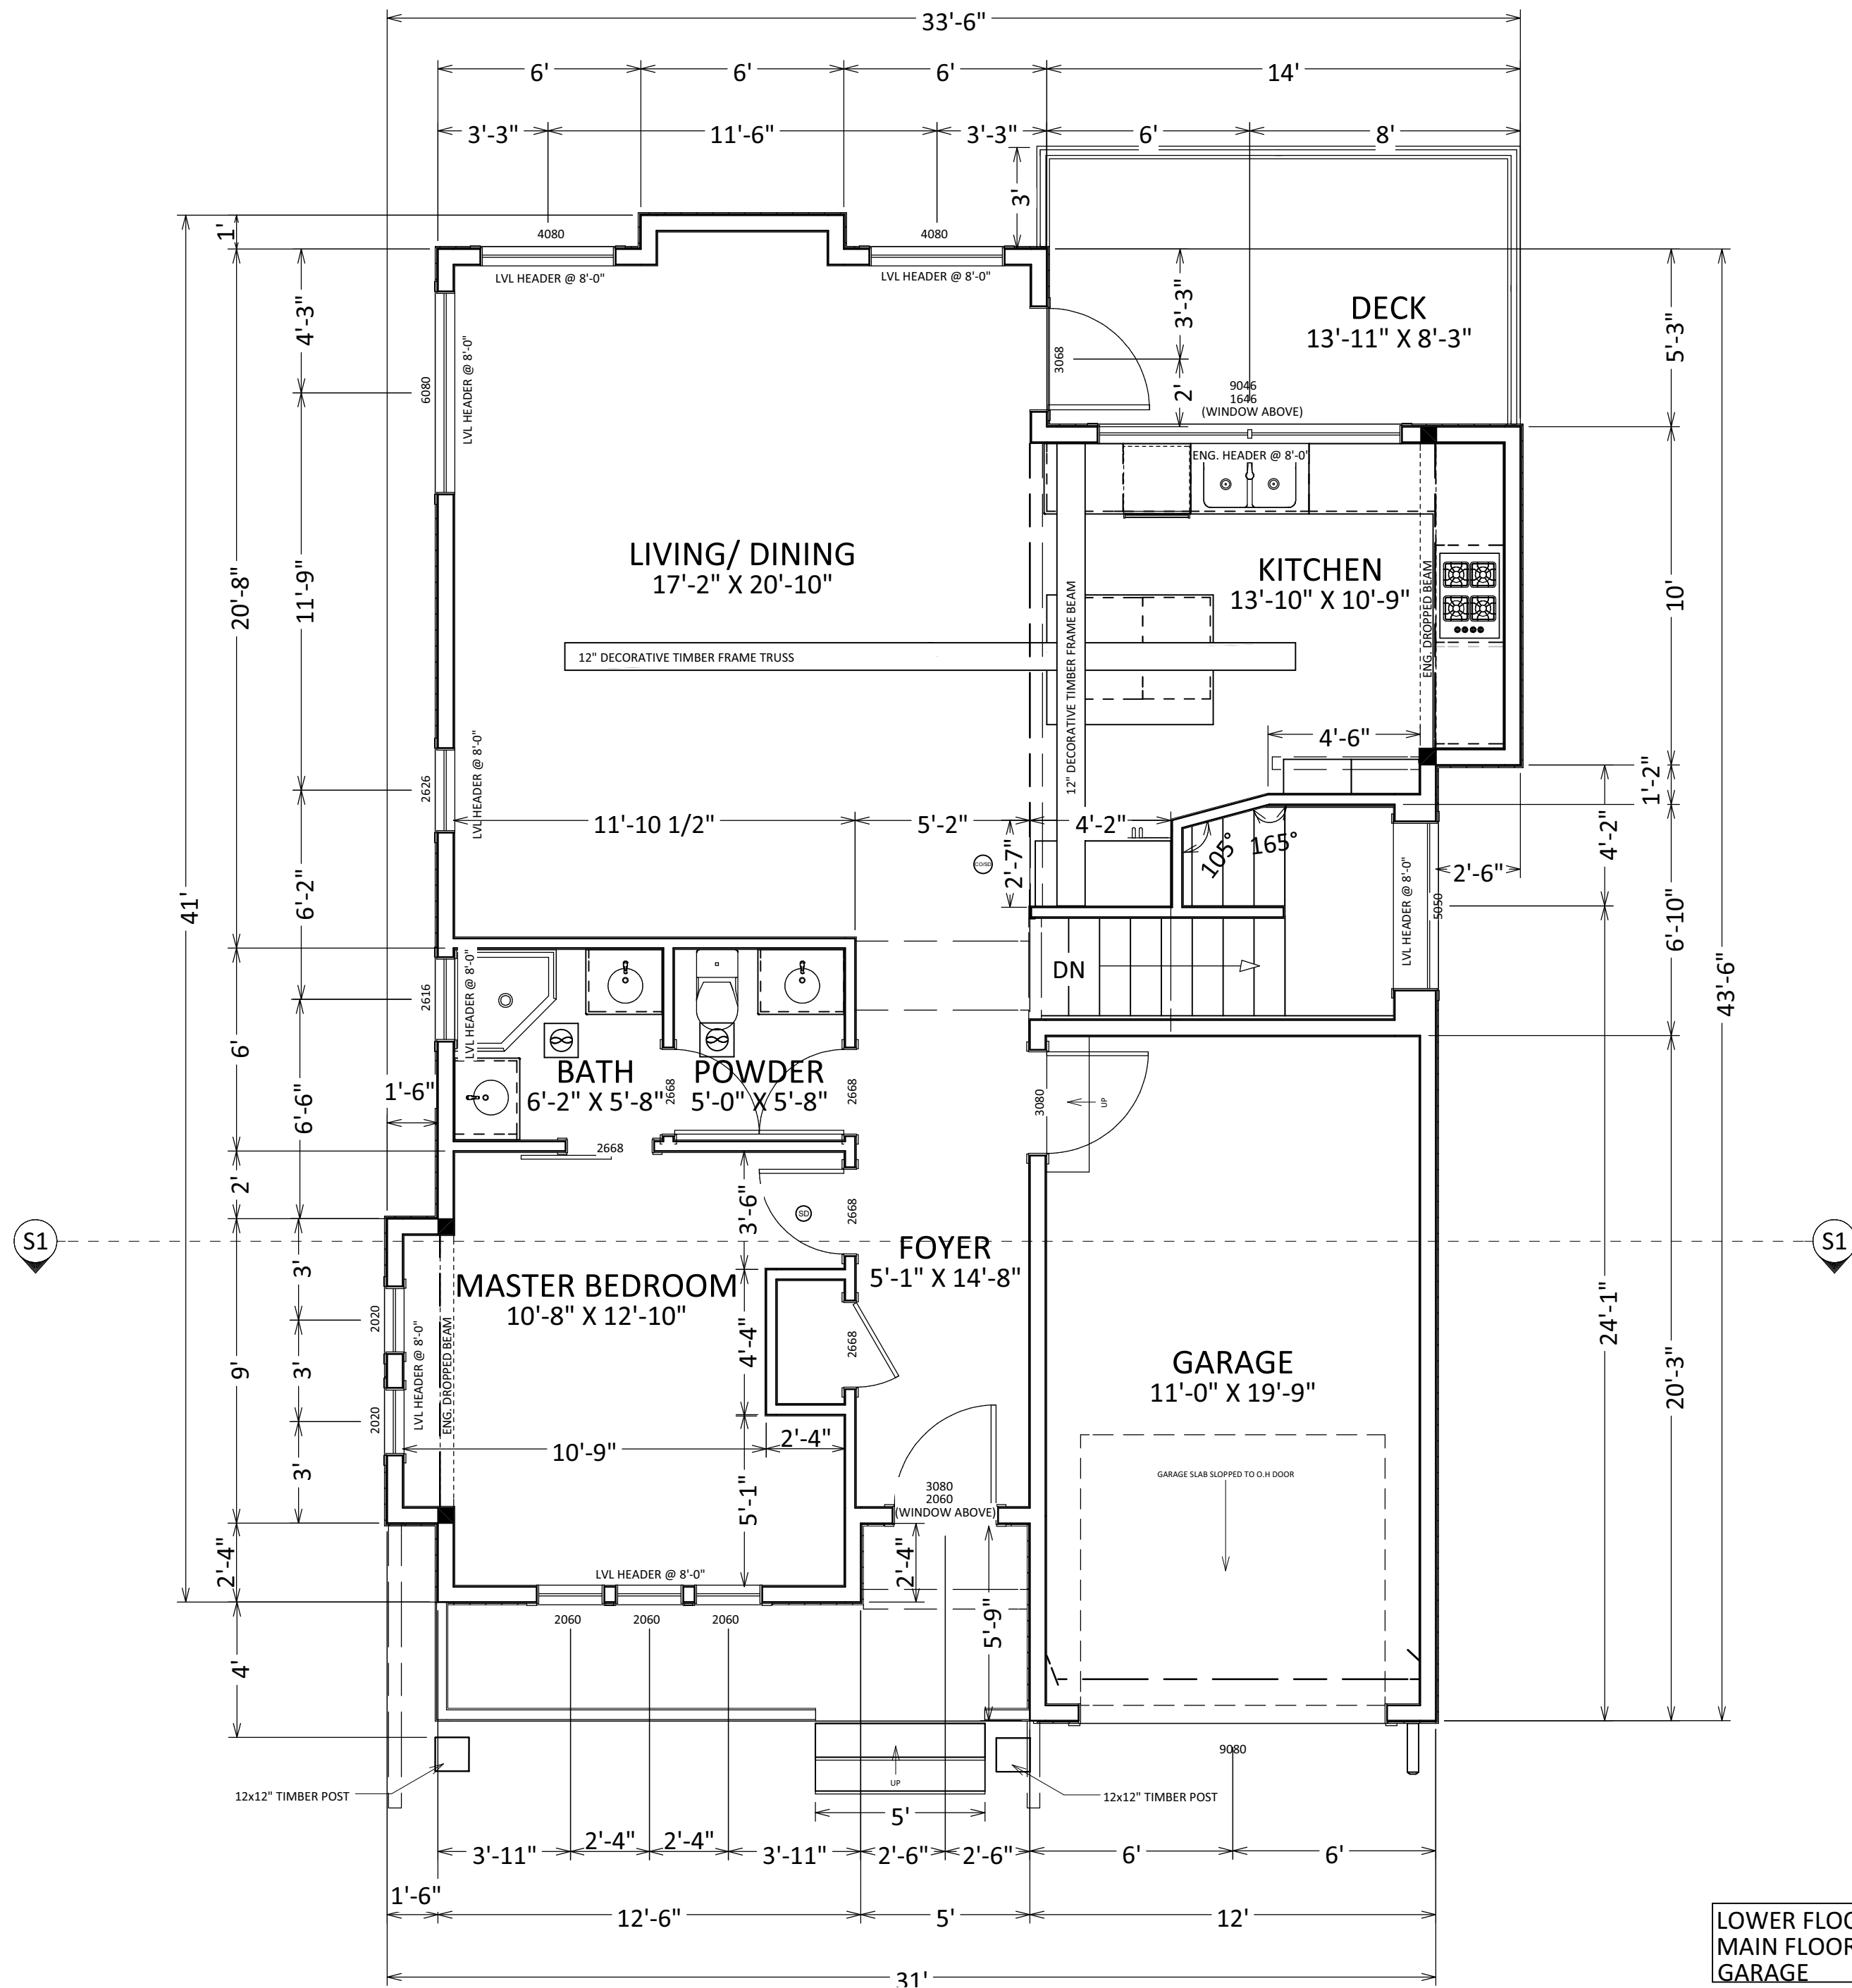 33'-6"
6'
6'
6'
14'
3'-3"
11'-6"
3'-3"
6'
8'
3'
1'
4080
4080
LVL HEADER @ 8'-0"
LVL HEADER @ 8'-0"
4'-3"
6080
LVL HEADER @ 8'-0"
3068
3'-3"
2'
DECK
13'-11" X 8'-3"
5'-3"
9046
1646
(WINDOW ABOVE)
ENG. HEADER @ 8'-0"
LIVING/ DINING
17'-2" X 20'-10"
KITCHEN
13'-10" X 10'-9"
20'-8"
11'-9"
10'
12" DECORATIVE TIMBER FRAME TRUSS
12" DECORATIVE TIMBER FRAME BEAM
ENG. DROPPED BEAM
4'-6"
2626
LVL HEADER @ 8'-0"
11'-10 1/2"
5'-2"
4'-2"
2'-7"
CO/SD
105°
165°
1'-2"
4'-2"
2'-6"
LVL HEADER @ 8'-0"
5050
6'-10"
41'
6'-2"
43'-6"
DN
2616
LVL HEADER @ 8'-0"
6'
BATH
6'-2" X 5'-8"
2668
POWDER
5'-0" X 5'-8"
2668
3080
UP
1'-6"
6'-6"
2668
2'
3'-6"
SD
2668
S1
S1
FOYER
5'-1" X 14'-8"
MASTER BEDROOM
10'-8" X 12'-10"
3'
3'
3'
9'
2020
2020
LVL HEADER @ 8'-0"
ENG. DROPPED BEAM
4'-4"
2668
GARAGE
11'-0" X 19'-9"
24'-1"
20'-3"
10'-9"
2'-4"
5'-1"
GARAGE SLAB SLOPPED TO O.H DOOR
3080
2060
(WINDOW ABOVE)
2'-4"
2'-4"
5'-9"
LVL HEADER @ 8'-0"
2060
2060
2060
4'
9080
UP
12x12" TIMBER POST
12x12" TIMBER POST
5'
3'-11"
2'-4"
2'-4"
3'-11"
2'-6"
2'-6"
6'
6'
1'-6"
12'-6"
5'
12'
31'
LOWER FLOO
MAIN FLOOR
GARAGE